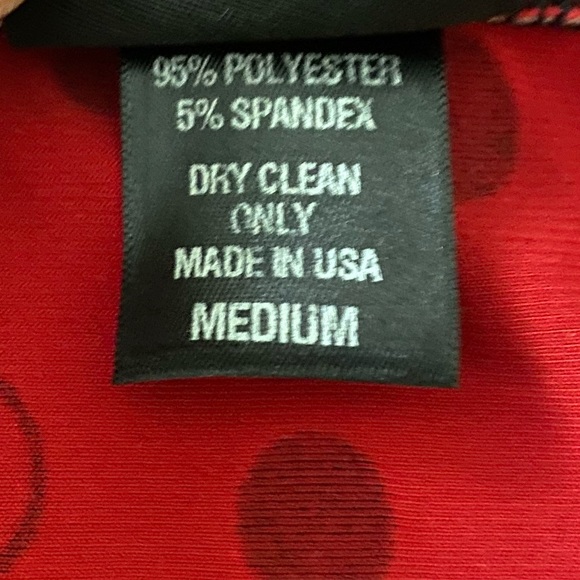 95% POLYESTER
5% SPANDEX
DRY CLEAN
ONLY
MADE IN USA
MEDIUM